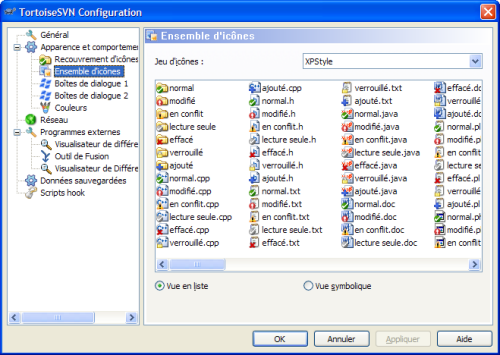 TortoiseSVN Configuration
Général
Apparence et comportemen
Recouvrement d'icônes
Ensemble d'icônes
Boîtes de dialogue 1
Boîtes de dialogue 2
Couleurs
Réseau
Programmes externes
Visualisateur de différe
Outil de Fusion
Visualisateur de Différe
Données sauvegardées
Scripts hook
Ensemble d'icônes
Jeu d'icônes :
XPStyle
normal
modifié
en conflit
lecture seule
effacé
verrouillé
ajouté
normal.cpp
modifié.cpp
en conflit.cpp
lecture seule.cpp
effacé.cpp
verrouillé.cpp
ajouté.cpp
normal.h
modifié.h
en conflit.h
lecture seule.h
effacé.h
verrouillé.h
ajouté.h
normal.txt
modifié.txt
en conflit.txt
lecture seule.txt
effacé.txt
verrouillé.txt
ajouté.txt
normal.java
modifié.java
en conflit.java
lecture seule.java
effacé.java
verrouillé.java
ajouté.java
normal.doc
modifié.doc
en conflit.doc
lecture seule.doc
effacé.do
verrouillé
ajouté.do
normal.pl
modifié.pl
en conflit
lecture se
effacé.pl
verrouillé
ajouté.pl
normal.ph
modifié.pl
en conflit
Vue en liste
Vue symbolique
OK
Annuler
Appliquer
Aide